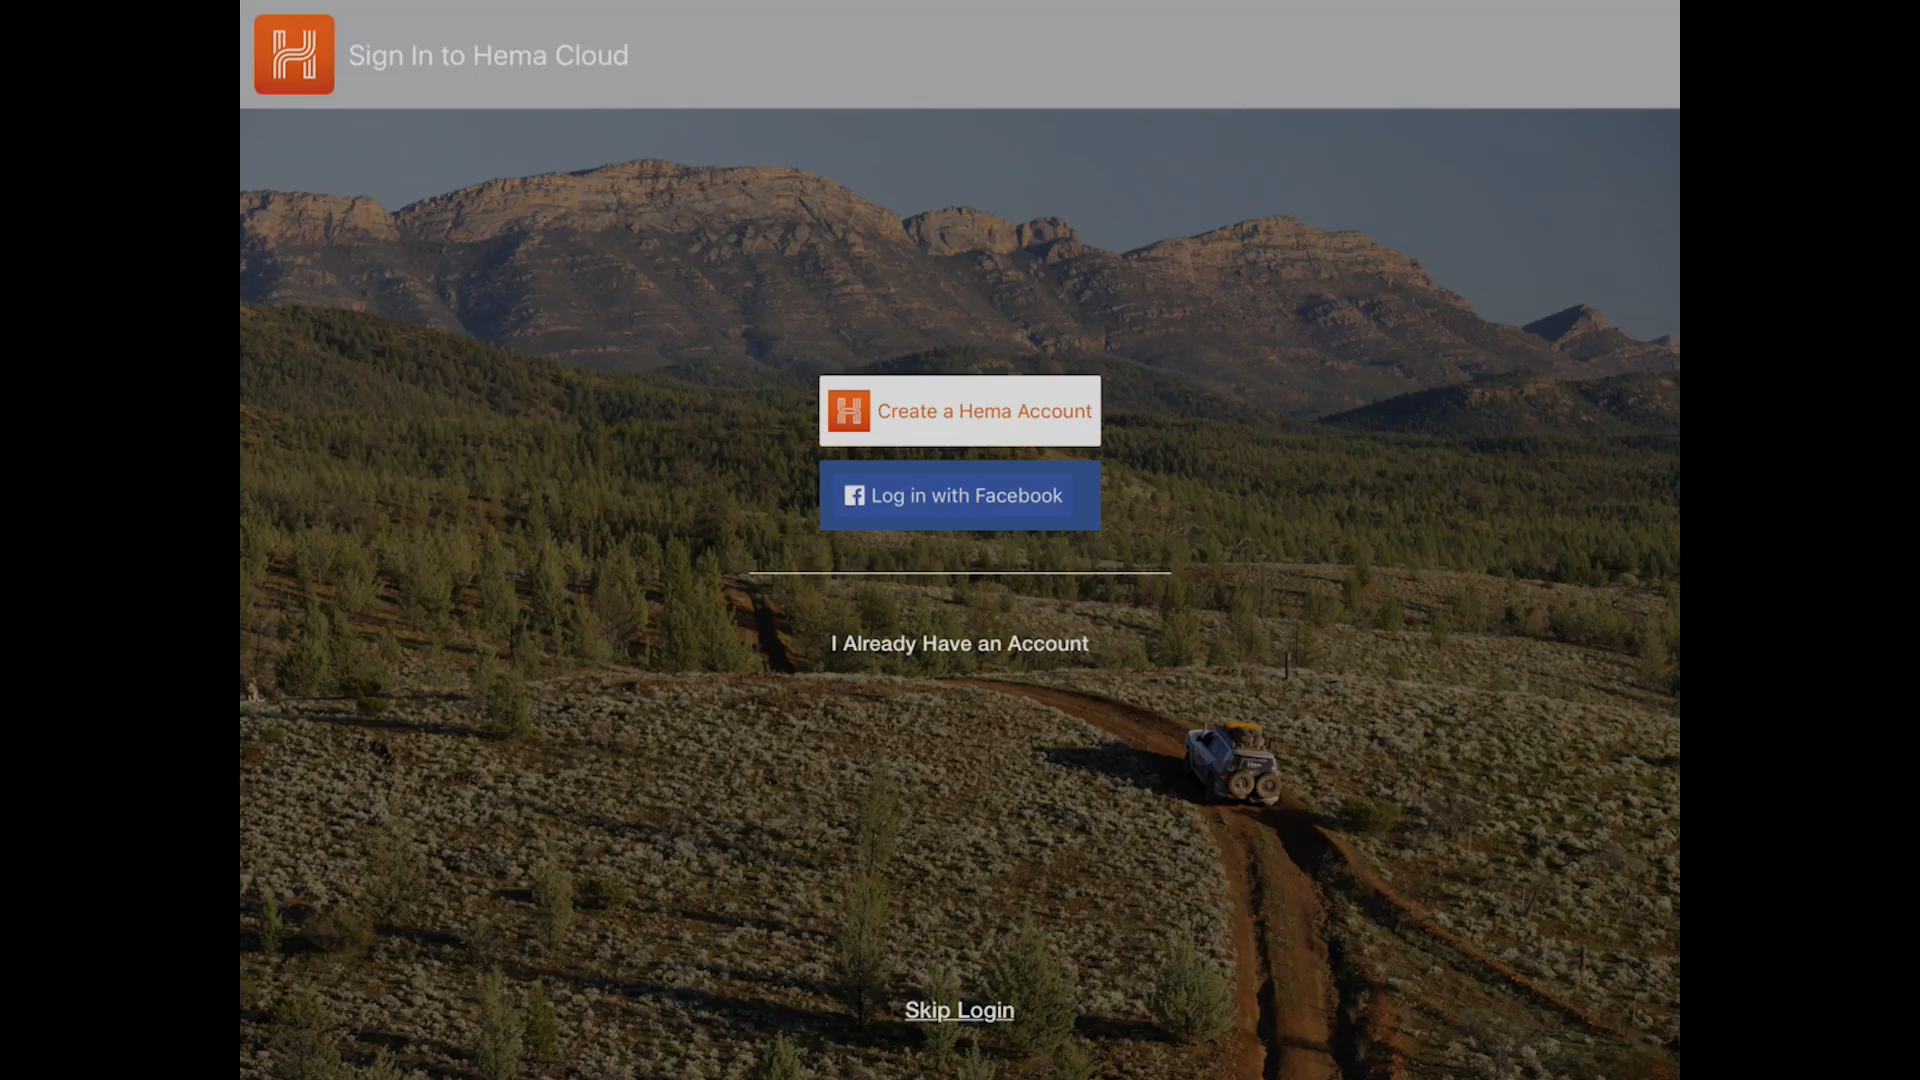 Sign In to Hema Cloud
Create a Hema Account
Log in with Facebook
I Already Have an Account
Skip Login